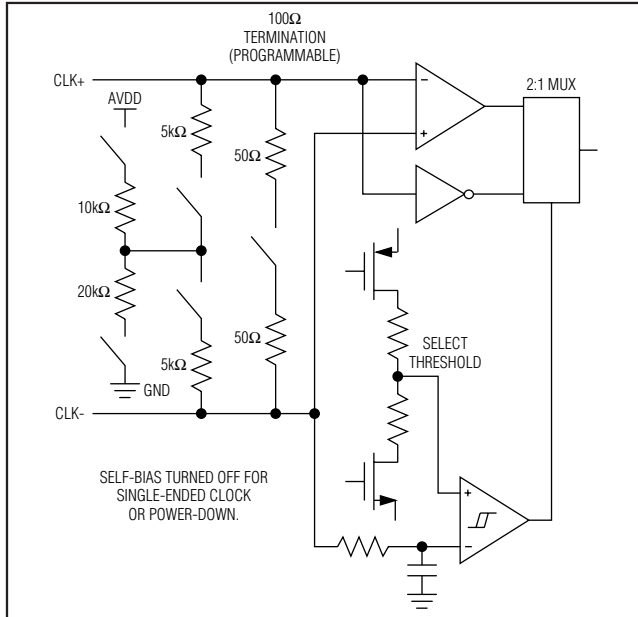 100Ω
TERMINATION
(PROGRAMMABLE)
CLK+
AVDD
2:1 MUX
5kΩ
50Ω
10kΩ
20kΩ
50Ω
5kΩ
GND
CLK-
SELECT
THRESHOLD
SELF-BIAS TURNED OFF FOR
SINGLE-ENDED CLOCK
OR POWER-DOWN.
−
+
+
−